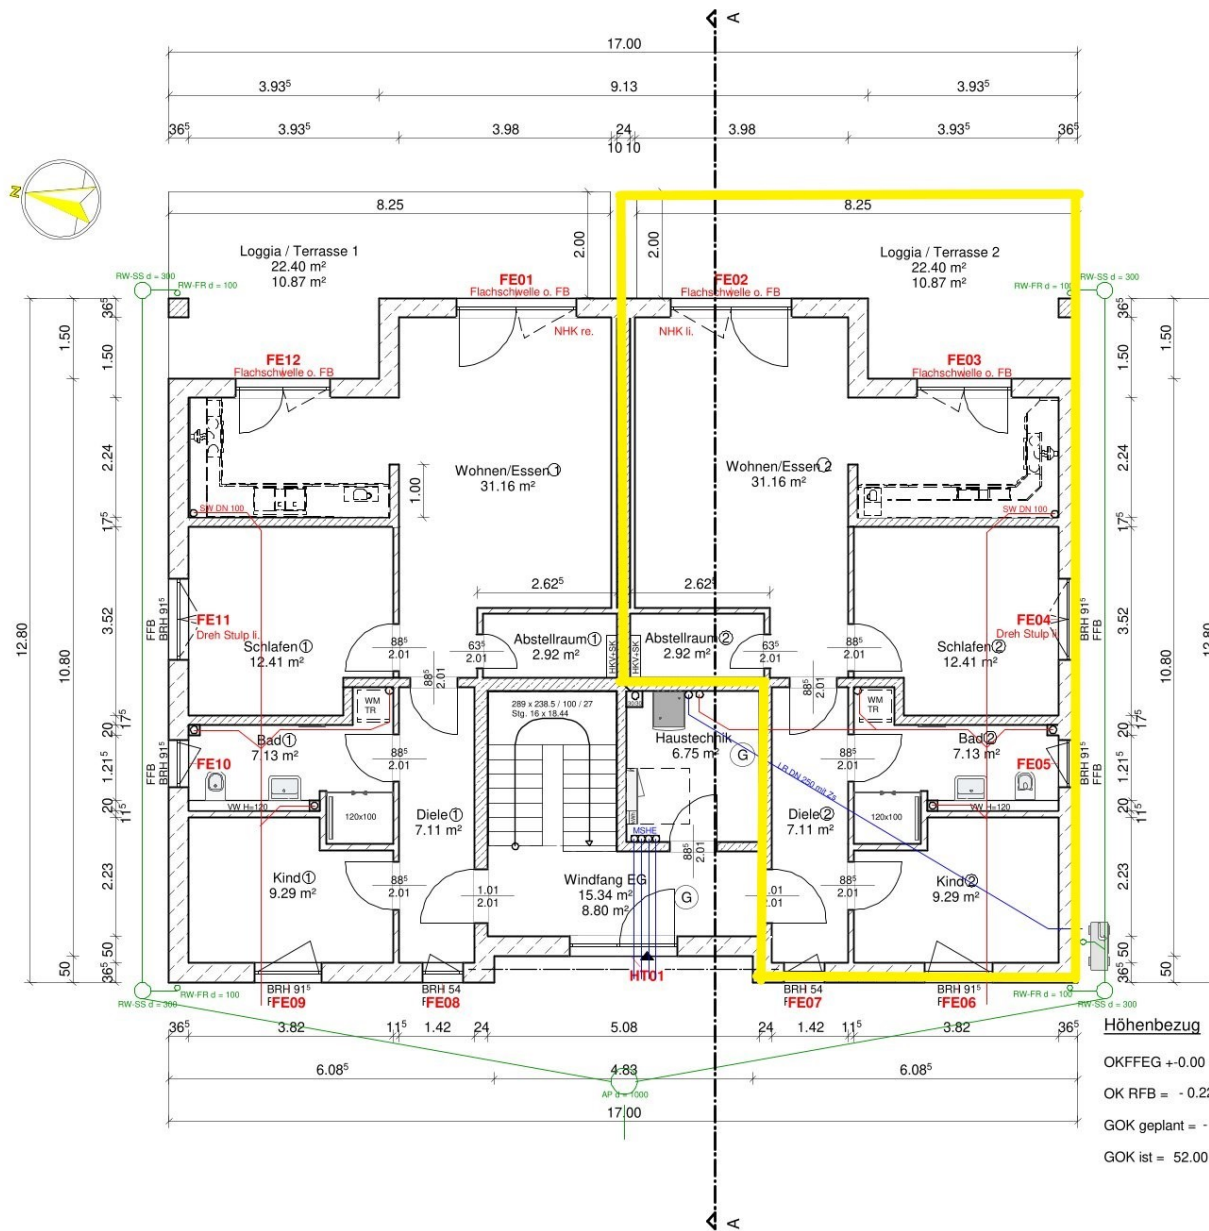 A
17.00
3.93⁵ 9.13 3.93⁵
36⁵ 3.93⁵ 3.98 24 3.98 3.93⁵ 36⁵
10 10
N
8.25 8.25
2.00 2.00
Loggia / Terrasse 1
22.40 m²
10.87 m²
Loggia / Terrasse 2
22.40 m²
10.87 m²
RW-SS d = 300
RW-FR d = 100
RW-SS d = 300
RW-FR d = 100
FE01
Flachschwelle o. FB
NHK re.
FE02
Flachschwelle o. FB
NHK li.
FE12
Flachschwelle o. FB
FE03
Flachschwelle o. FB
12.80
10.80
50
1.50
36⁵
1.50
2.24
17⁵
3.52
17⁵
20
1.21⁵
20
11⁵
2.23
50
36⁵
Wohnen/Essen 1
31.16 m²
1.00
Wohnen/Essen 2
31.16 m²
SW DN 100
SW DN 100
2.62⁵ 2.62⁵
FE11
Dreh Stulp li.
FFB
BRH 91⁵
Schlafen 1
12.41 m²
88⁵
2.01
63⁵
2.01
Abstellraum 1
2.92 m²
HKV+SK
HKV+SK
Abstellraum 2
2.92 m²
63⁵
2.01
88⁵
2.01
FE04
Dreh Stulp li.
BRH 91⁵
FFB
Schlafen 2
12.41 m²
88⁵
2.01
88⁵
2.01
WM
TR
289 x 238.5 / 100 / 27
Stg. 16 x 18.44
WM
TR
Bad 1
7.13 m²
FE10
FFB
BRH 91⁵
VW H=120
88⁵
2.01
Haustechnik
6.75 m²
G
LR DN 250 mit Zs
88⁵
2.01
Bad 2
7.13 m²
FE05
BRH 91⁵
FFB
VW H=120
120x100
Diele 1
7.11 m²
MSHE
Diele 2
7.11 m²
120x100
88⁵
2.01
Kind 1
9.29 m²
88⁵
2.01
1.01
2.01
Windfang EG
15.34 m²
8.80 m²
G
2.01
88⁵
2.01
Kind 2
9.29 m²
36⁵
1.50
2.24
17⁵
3.52
17⁵
20
1.21⁵
20
11⁵
2.23
50
36⁵
1.50
10.80
50
12.80
HT01
BRH 91⁵
FE09
BRH 54
FE08
BRH 54
FE07
BRH 91⁵
FE06
RW-FR d = 100
RW-SS d = 300
RW-FR d = 100
RW-SS d = 300
36⁵ 3.82 11⁵ 1.42 24 5.08 24 1.42 11⁵ 3.82 36⁵
6.08⁵ 4.83 6.08⁵
AP d = 1000
17.00
Höhenbezug
OKFFEG +-0.00
OK RFB = - 0.22
GOK geplant = -
GOK ist = 52.00
A